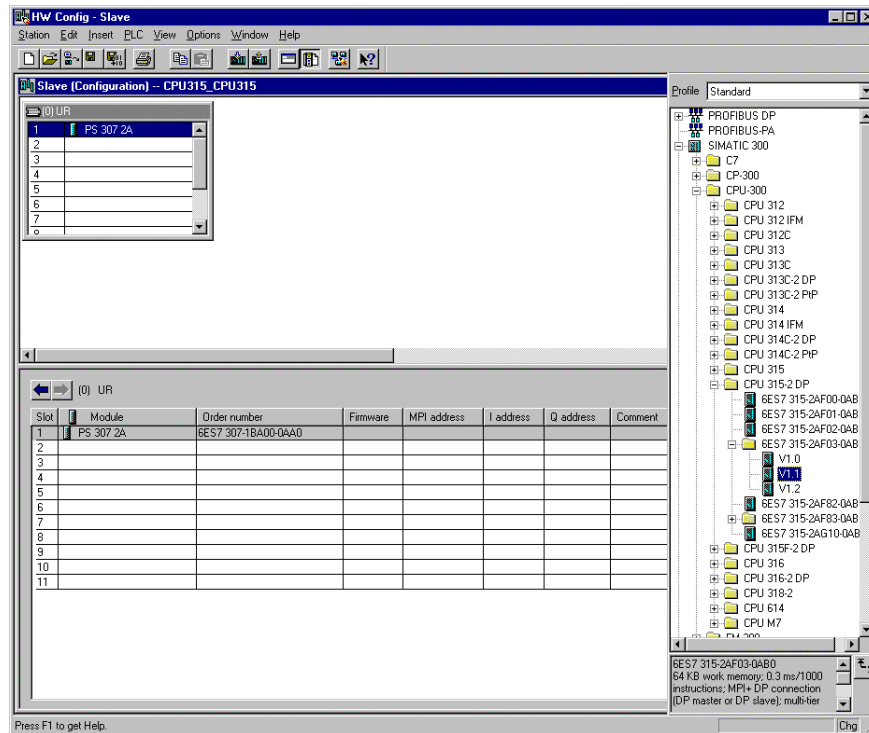 HW Config - Slave
Station Edit Insert PLC View Options Window Help
Slave (Configuration) -- CPU315_CPU315
(0) UR
1 PS 307 2A
2
3
4
5
6
7
Profile Standard
PROFIBUS DP
PROFIBUS-PA
SIMATIC 300
C7
CP-300
CPU-300
CPU 312
CPU 312 IFM
CPU 312C
CPU 313
CPU 313C
CPU 313C-2 DP
CPU 313C-2 PtP
CPU 314
CPU 314 IFM
CPU 314C-2 DP
CPU 314C-2 PtP
CPU 315
CPU 315-2 DP
6ES7 315-2AF00-0AB
6ES7 315-2AF01-0AB
6ES7 315-2AF02-0AB
6ES7 315-2AF03-0AB
V1.0
V1.1
V1.2
6ES7 315-2AF82-0AB
6ES7 315-2AF83-0AB
6ES7 315-2AG10-0AB
CPU 315F-2 DP
CPU 316
CPU 316-2 DP
CPU 318-2
CPU 614
CPU M7
(0) UR
Slot Module Order number Firmware MPI address I address Q address Comment
1 PS 307 2A 6ES7 307-1BA00-0AA0
2
3
4
5
6
7
8
9
10
11
6ES7 315-2AF03-0AB0
64 KB work memory; 0.3 ms/1000
instructions; MPI+ DP connection
(DP master or DP slave); multi-tier
Press F1 to get Help.
Chg